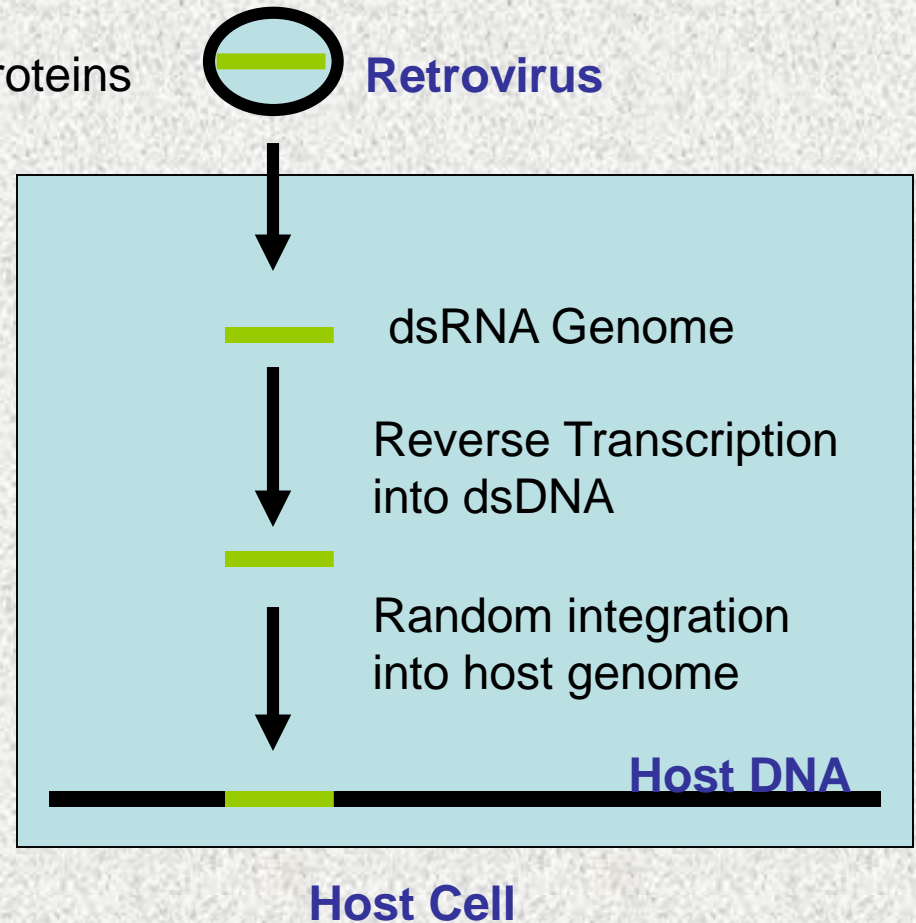 roteins
Retrovirus
dsRNA Genome
Reverse Transcription
into dsDNA
Random integration
into host genome
Host DNA
Host Cell